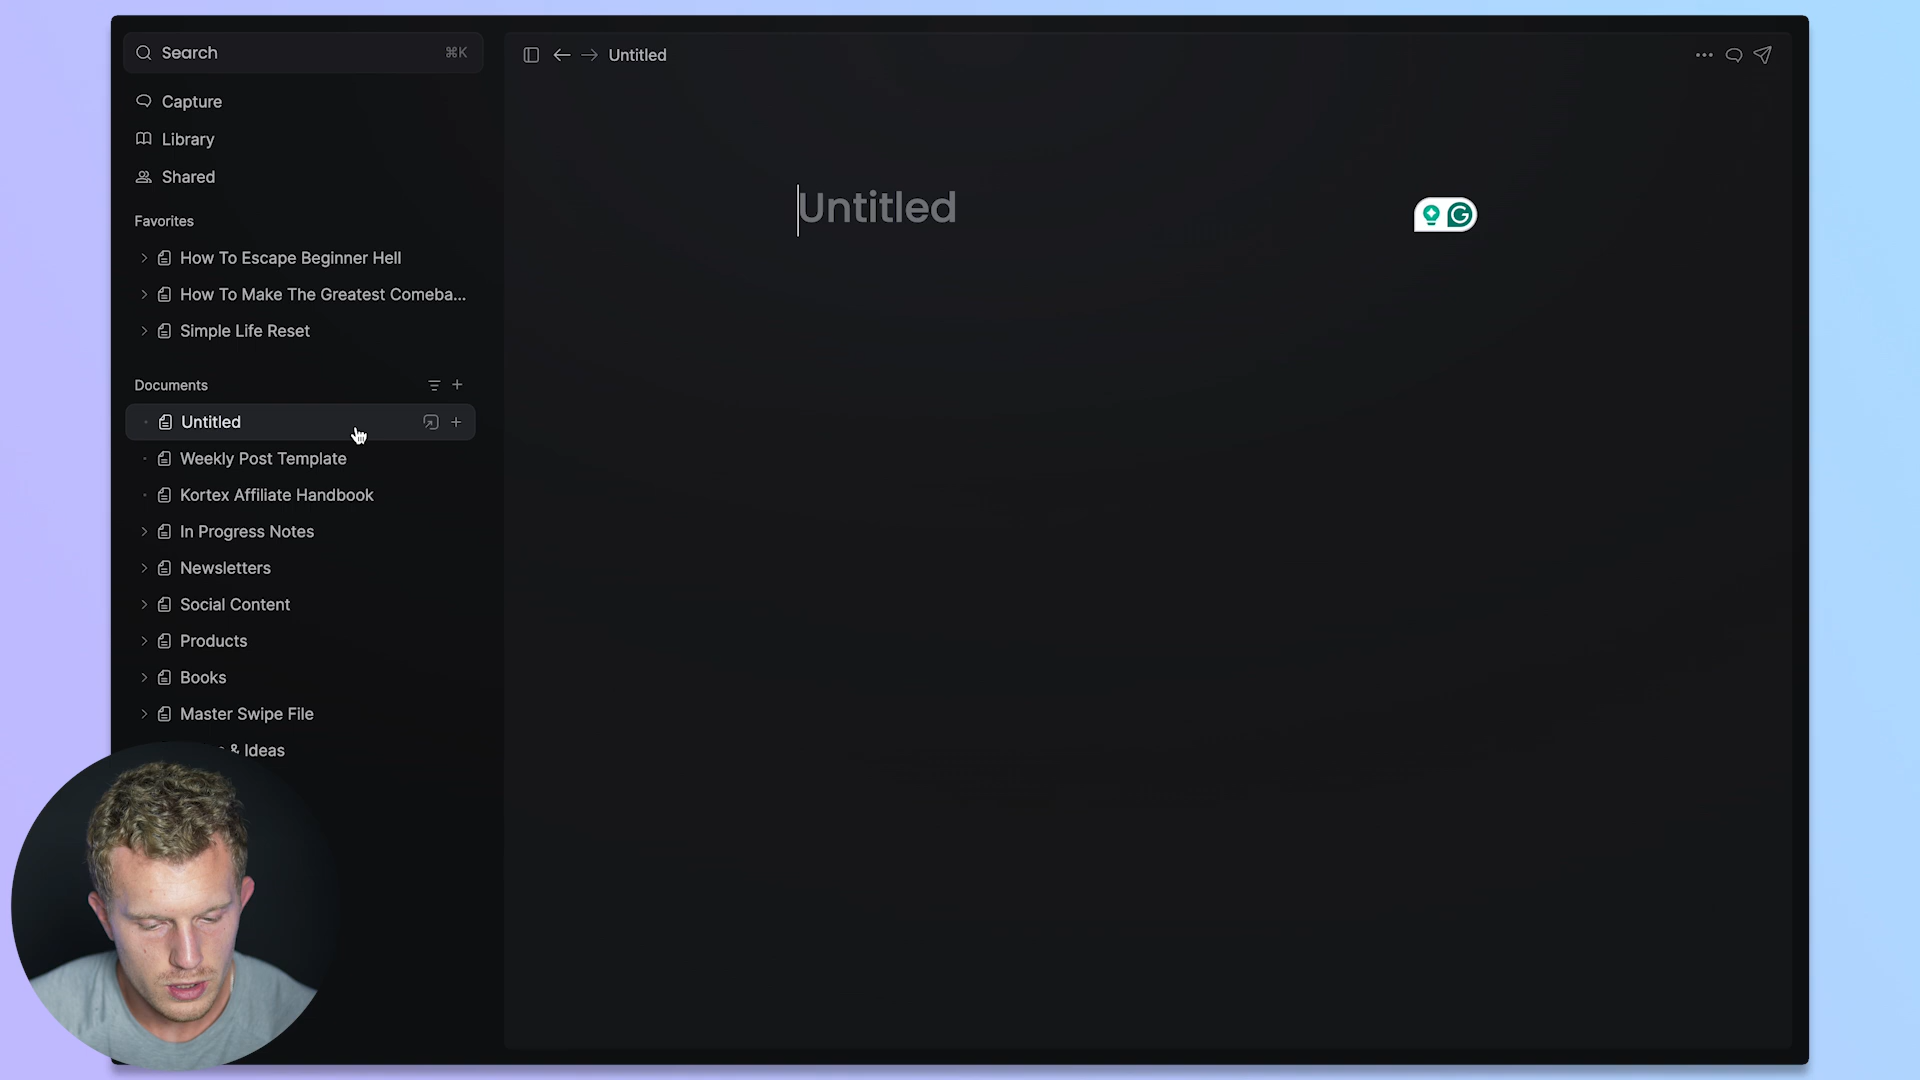 Search ⌘K
Capture
Library
Shared
Favorites
How To Escape Beginner Hell
How To Make The Greatest Comeba...
Simple Life Reset
Documents
Untitled
Weekly Post Template
Kortex Affiliate Handbook
In Progress Notes
Newsletters
Social Content
Products
Books
Master Swipe File
& Ideas
Untitled
Untitled